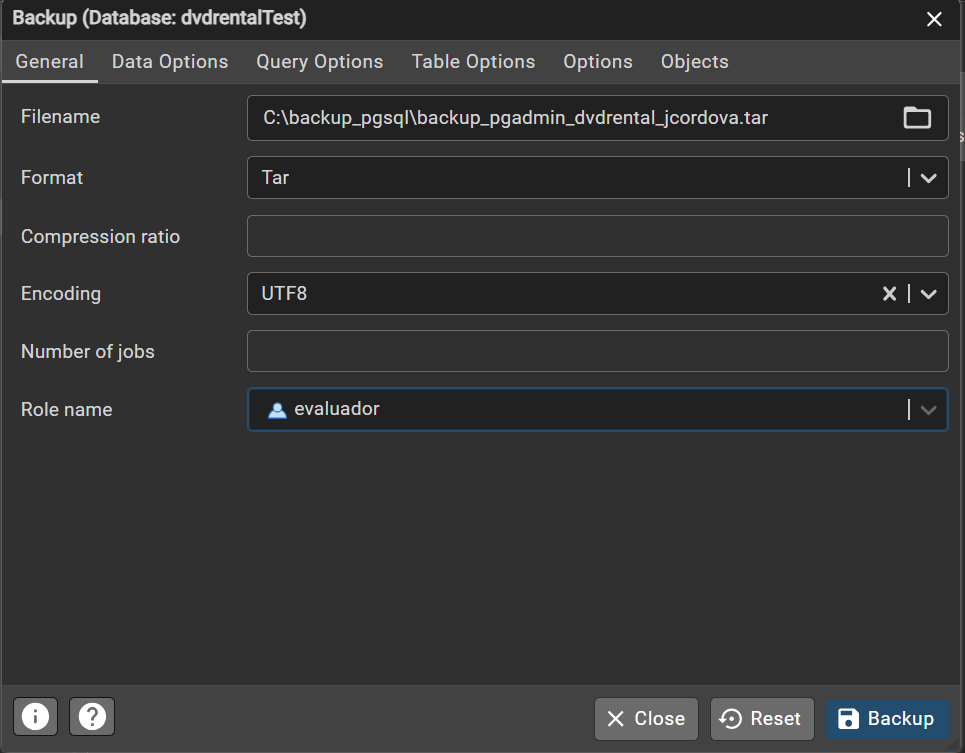 Backup (Database: dvdrentalTest)
General Data Options Query Options Table Options Options Objects
Filename C:\backup_pgsql\backup_pgadmin_dvdrental_jcordova.tar
Format Tar
Compression ratio
Encoding UTF8
Number of jobs
Role name evaluador
Close Reset Backup